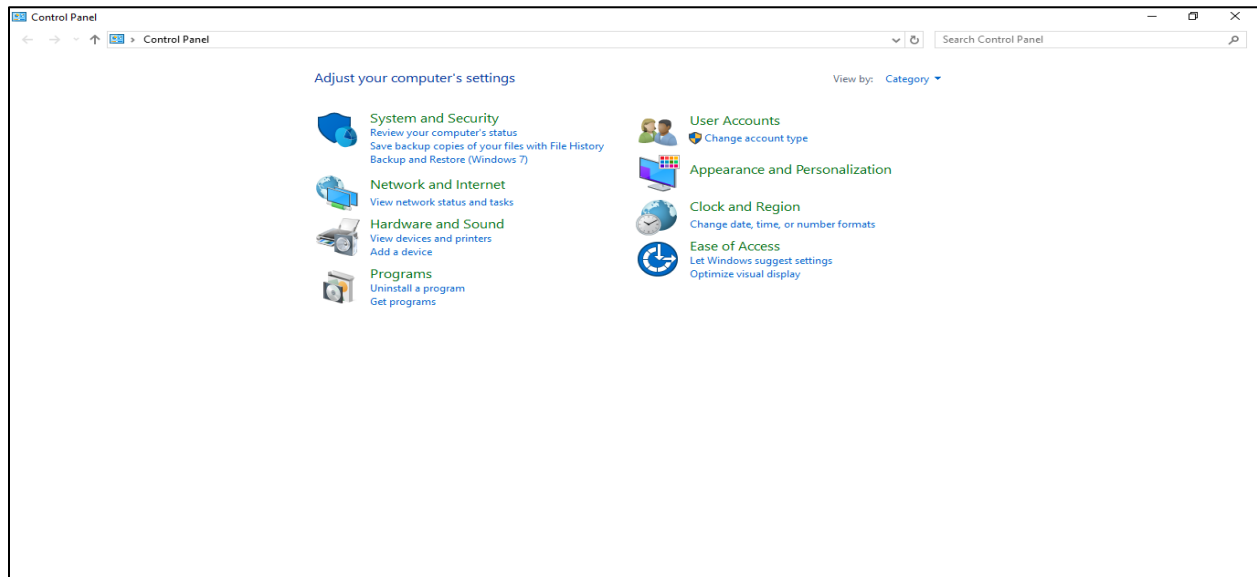 Control Panel
Control Panel
Search Control Panel
Adjust your computer's settings
View by: Category
System and Security
Review your computer's status
Save backup copies of your files with File History
Backup and Restore (Windows 7)
Network and Internet
View network status and tasks
Hardware and Sound
View devices and printers
Add a device
Programs
Uninstall a program
Get programs
User Accounts
Change account type
Appearance and Personalization
Clock and Region
Change date, time, or number formats
Ease of Access
Let Windows suggest settings
Optimize visual display